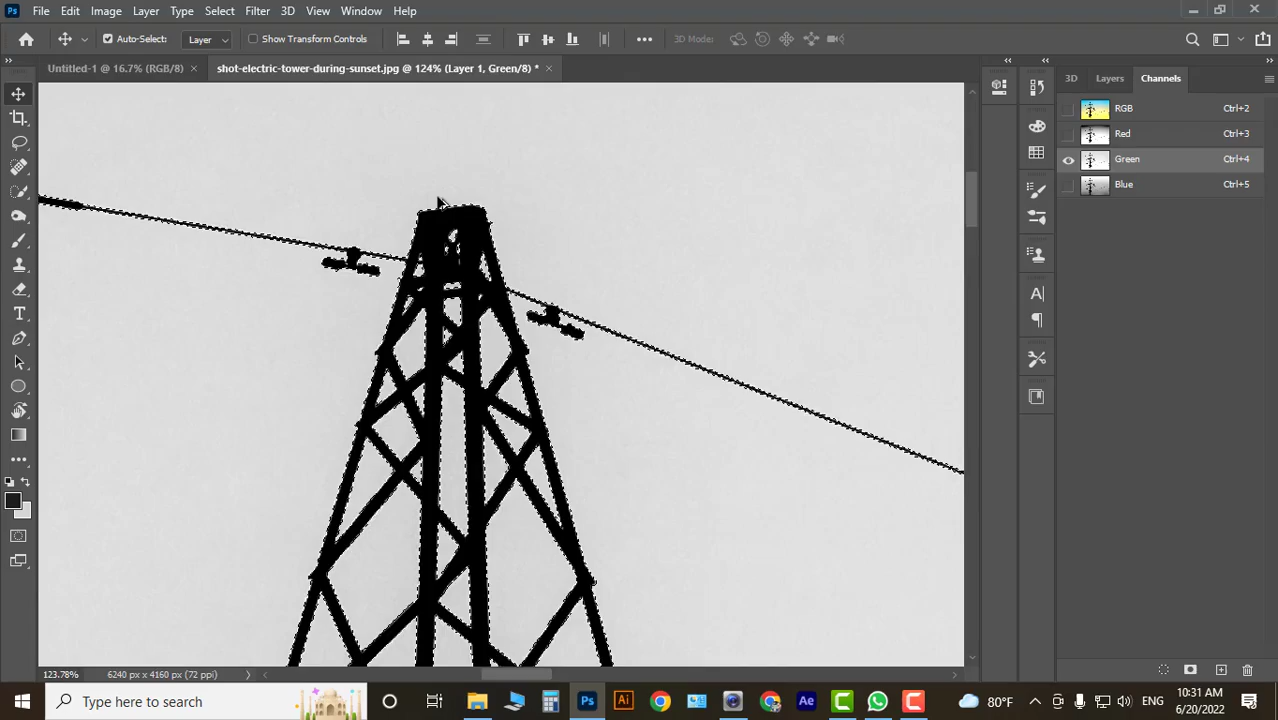 Ps File Edit Image Layer Type Select Filter 3D View Window Help
Auto-Select: Layer Show Transform Controls 3D Mode:
Untitled-1 @ 16.7% (RGB/8) × shot-electric-tower-during-sunset.jpg @ 124% (Layer 1, Green/8) * ×
3D Layers Channels
RGB Ctrl+2
Red Ctrl+3
Green Ctrl+4
Blue Ctrl+5
123.78% 6240 px x 4160 px (72 ppi)
Type here to search Ps Ai Ae 80°F ENG 10:31 AM
6/20/2022